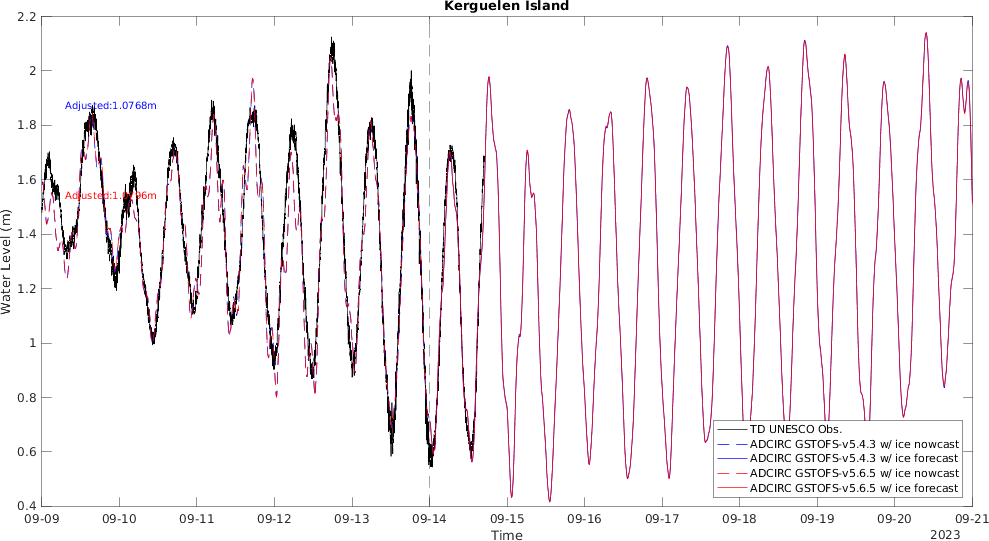 Kerguelen Island
2.2
2
1.8
1.6
1.4
1.2
1
0.8
0.6
0.4
Water Level (m)
Adjusted:1.0768m
TD UNESCO Obs.
ADCIRC GSTOFS-v5.4.3 w/ ice nowcast
ADCIRC GSTOFS-v5.4.3 w/ ice forecast
ADCIRC GSTOFS-v5.6.5 w/ ice nowcast
ADCIRC GSTOFS-v5.6.5 w/ ice forecast
09-09 09-10 09-11 09-12 09-13 09-14 09-15 09-16 09-17 09-18 09-19 09-20 09-21
Time
2023